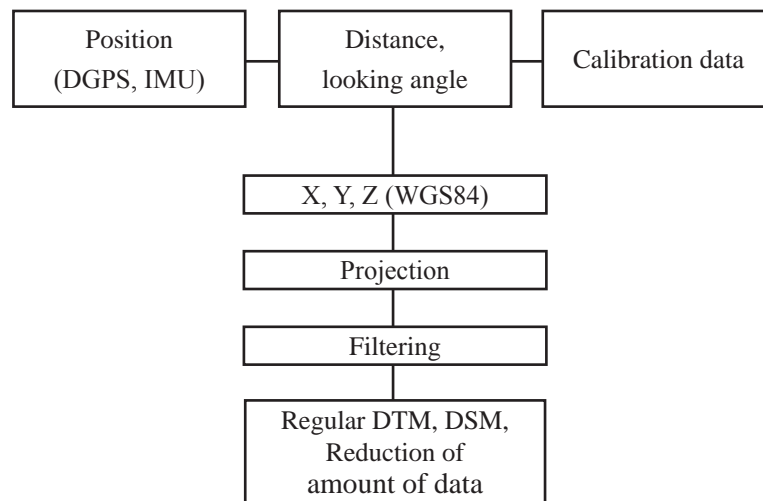 Position
(DGPS, IMU)
Distance,
looking angle
Calibration data
X, Y, Z (WGS84)
Projection
Filtering
Regular DTM, DSM,
Reduction of
amount of data